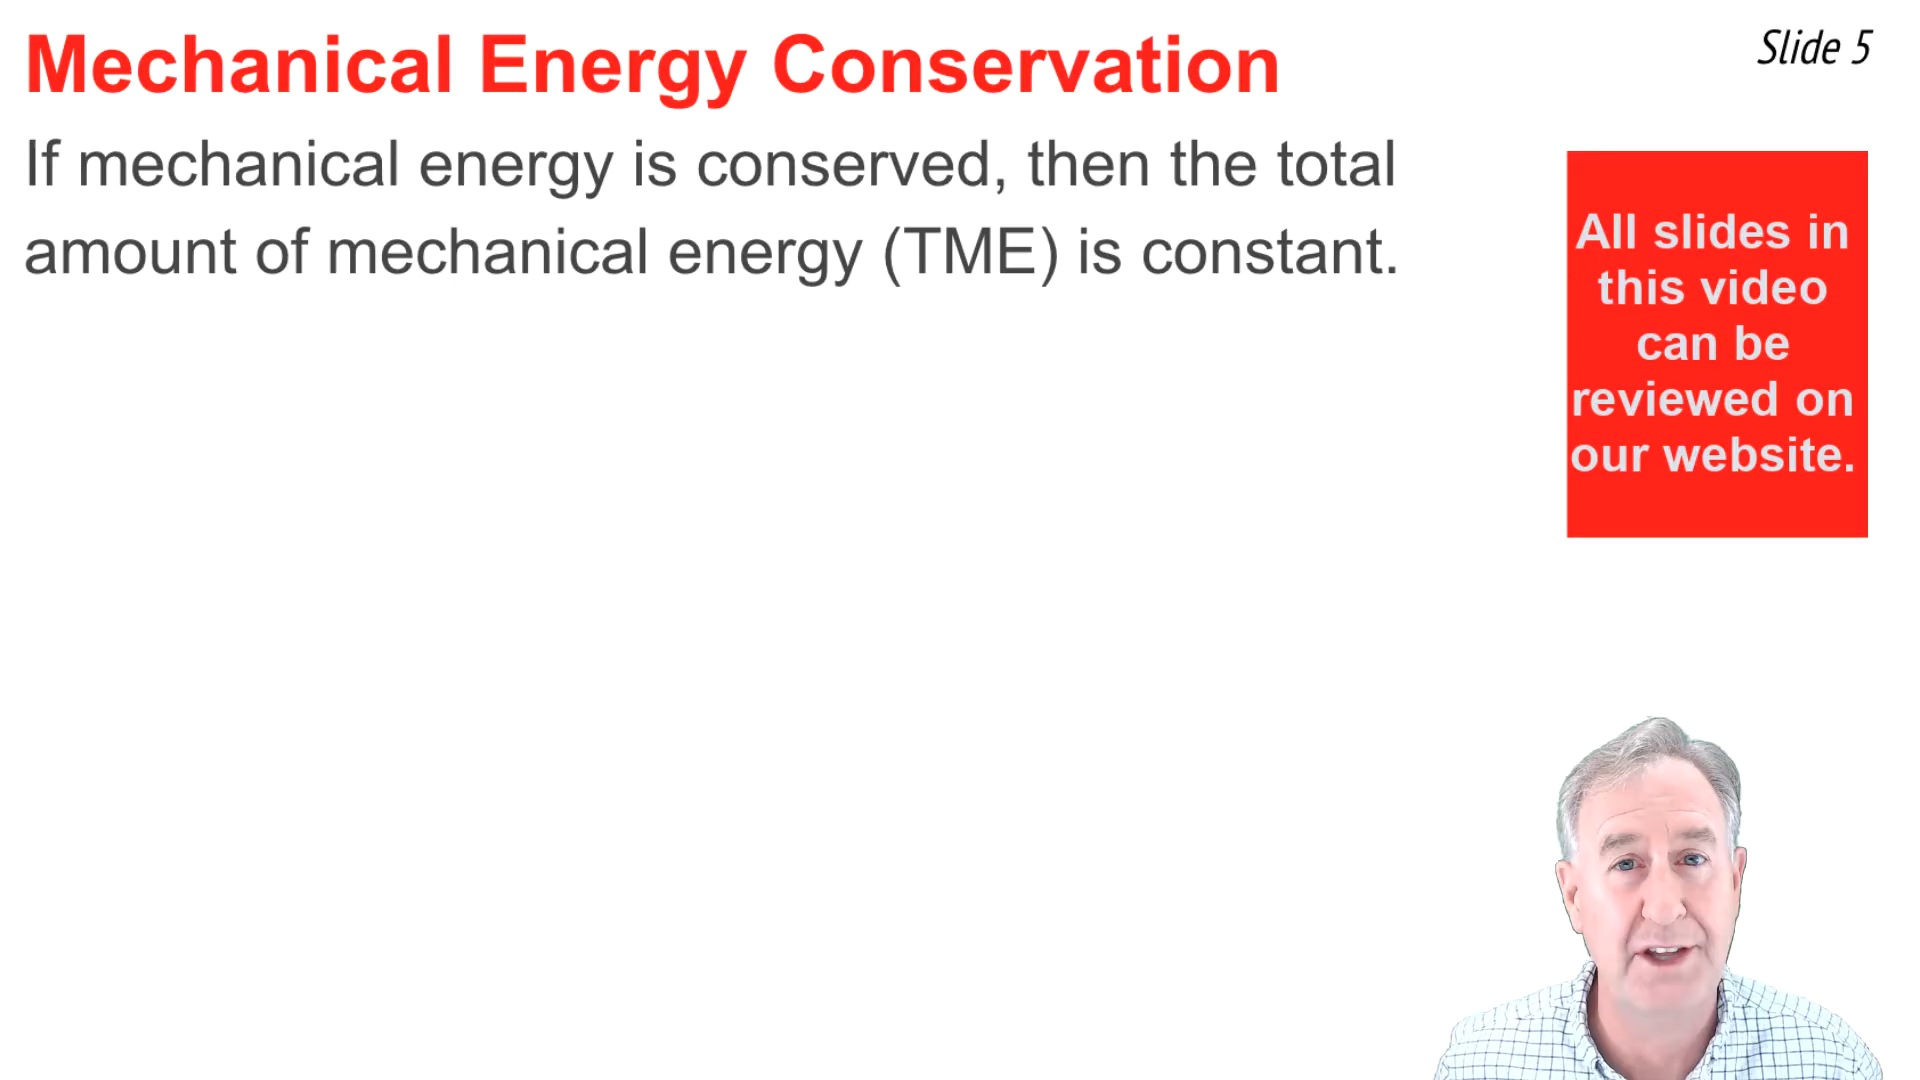 Mechanical Energy Conservation
Slide 5
If mechanical energy is conserved, then the total
amount of mechanical energy (TME) is constant.
All slides in
this video
can be
reviewed on
our website.